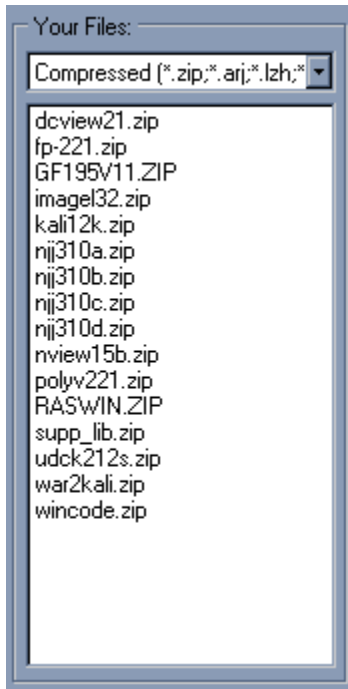 Your Files:
Compressed (*.zip;*.arj;*.lzh;*
dcview21.zip
fp-221.zip
GF195V11.ZIP
imagel32.zip
kali12k.zip
njj310a.zip
njj310b.zip
njj310c.zip
njj310d.zip
nview15b.zip
polyv221.zip
RASWIN.ZIP
supp_lib.zip
udck212s.zip
war2kali.zip
wincode.zip